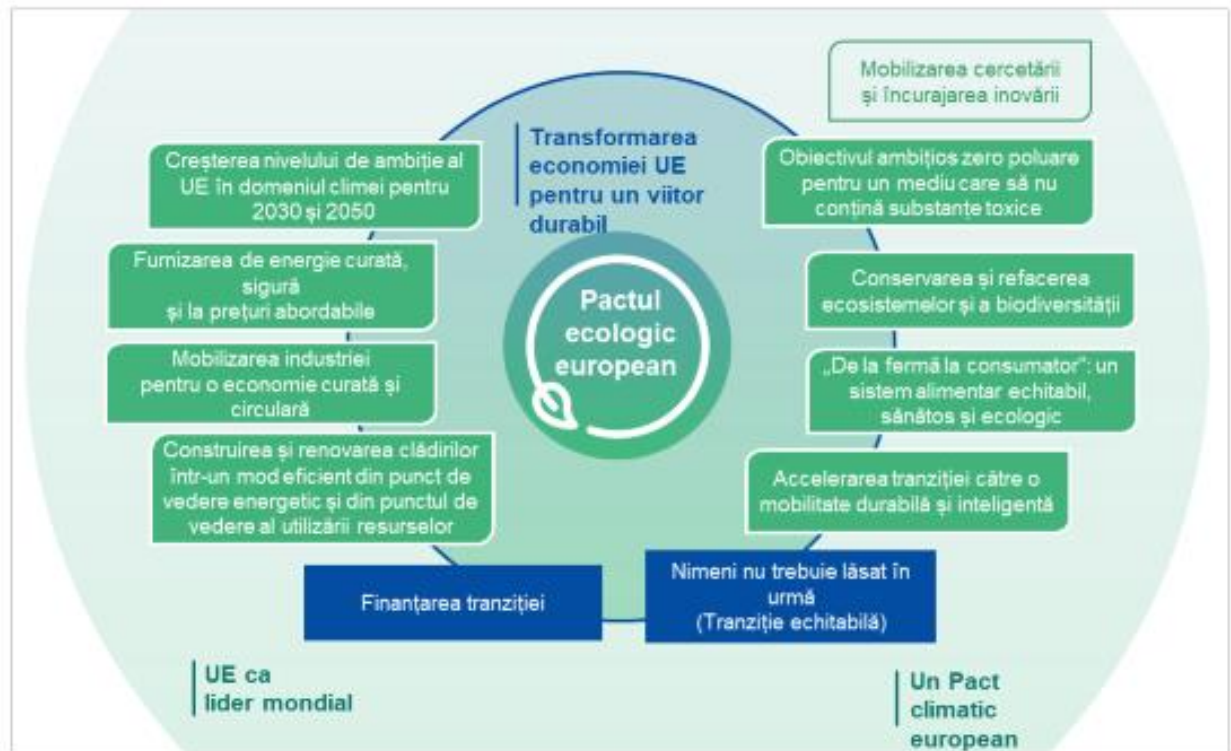 Mobilizarea cercetării
și încurajarea inovării
Transformarea
economiei UE
pentru un viitor
durabil
Creșterea nivelului de ambiție al
UE în domeniul climei pentru
2030 și 2050
Obiectivul ambițios zero poluare
pentru un mediu care să nu
conțină substanțe toxice
Furnizarea de energie curată,
sigură
și la prețuri abordabile
Conservarea și refacerea
ecosistemelor și a biodiversității
Pactul
ecologic
european
Mobilizarea industriei
pentru o economie curată și
circulară
„De la fermă la consumator”: un
sistem alimentar echitabil,
sănătos și ecologic
Construirea și renovarea clădirilor
într-un mod eficient din punct de
vedere energetic și din punctul de
vedere al utilizării resurselor
Accelerarea tranziției către o
mobilitate durabilă și inteligentă
Finanțarea tranziției
Nimeni nu trebuie lăsat în
urmă
(Tranziție echitabilă)
UE ca
lider mondial
Un Pact
climatic
european